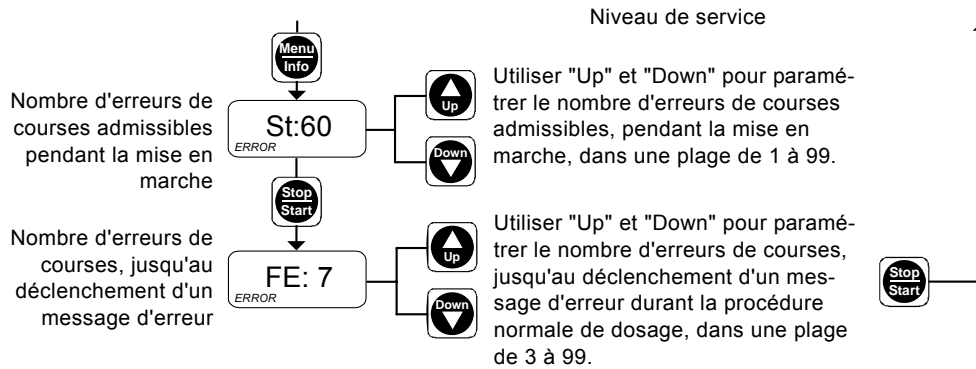 Niveau de service
Menu
Info
Nombre d'erreurs de
courses admissibles
pendant la mise en
marche
St:60
ERROR
Up
Down
Utiliser "Up" et "Down" pour paramé-
trer le nombre d'erreurs de courses
admissibles, pendant la mise en
marche, dans une plage de 1 à 99.
Stop
Start
Nombre d'erreurs de
courses, jusqu'au
déclenchement d'un
message d'erreur
FE: 7
ERROR
Up
Down
Utiliser "Up" et "Down" pour paramé-
trer le nombre d'erreurs de courses,
jusqu'au déclenchement d'un mes-
sage d'erreur durant la procédure
normale de dosage, dans une plage
de 3 à 99.
Stop
Start